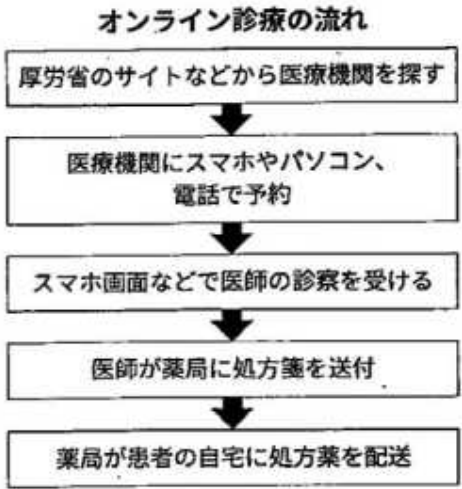 オンライン診療の流れ
厚労省のサイトなどから医療機関を探す
医療機関にスマホやパソコン、
電話で予約
スマホ画面などで医師の診察を受ける
医師が薬局に処方箋を送付
薬局が患者の自宅に処方薬を配送